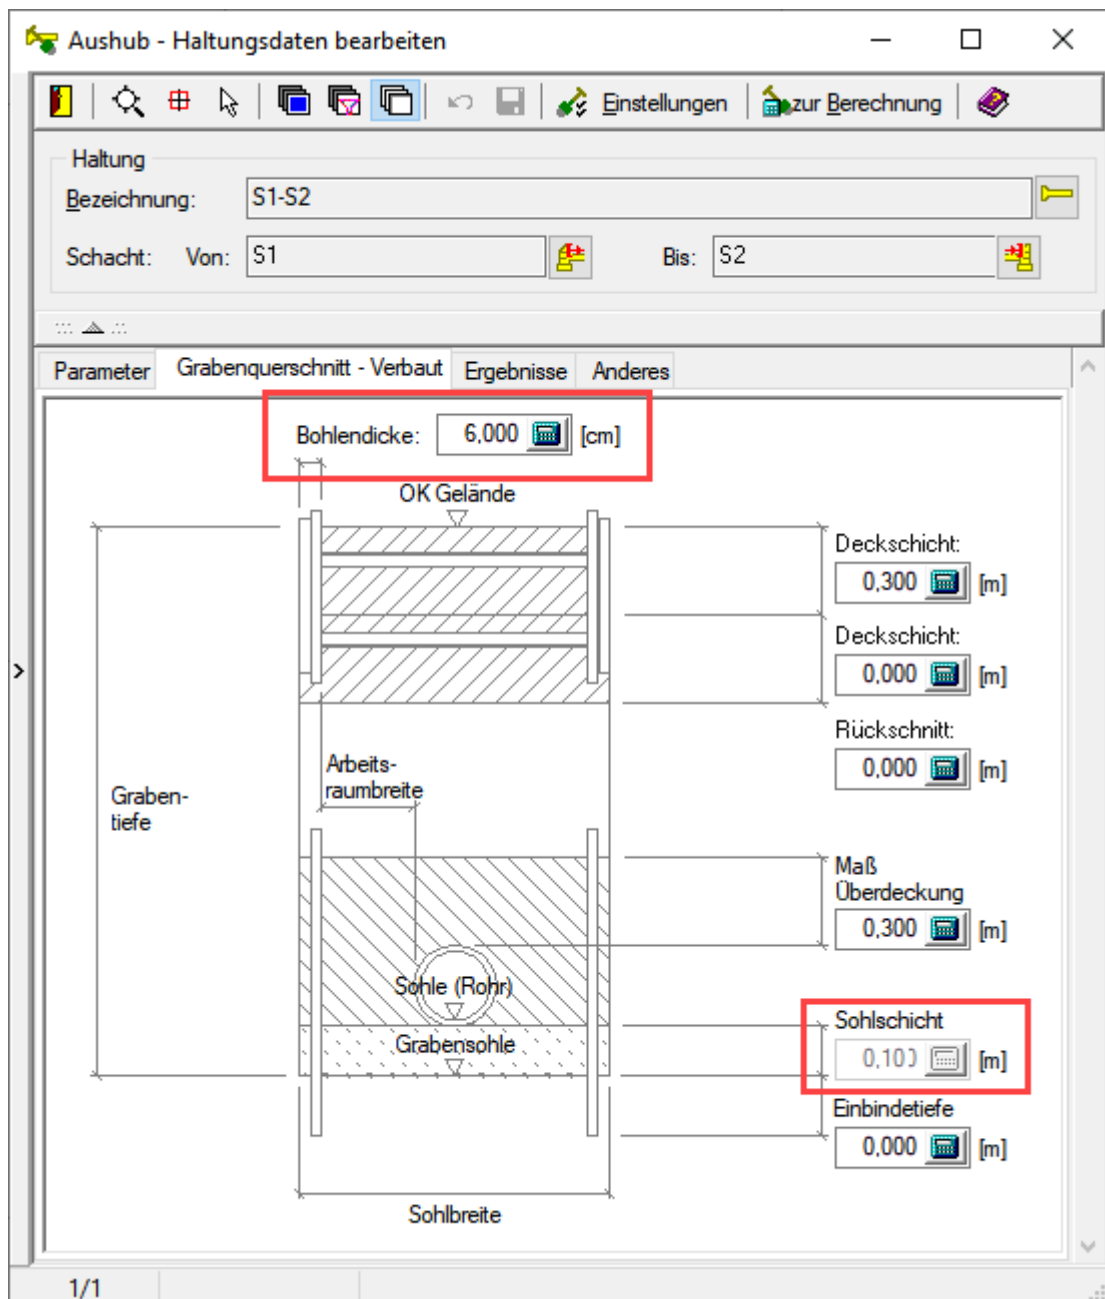 Aushub - Haltungsdaten bearbeiten
Einstellungen zur Berechnung
Haltung
Bezeichnung: S1-S2
Schacht: Von: S1 Bis: S2
Parameter Grabenquerschnitt - Verbaut Ergebnisse Anderes
Bohlendicke: 6,000 [cm]
OK Gelände
Deckschicht:
0,300 [m]
Deckschicht:
0,000 [m]
Rückschnitt:
0,000 [m]
Arbeits-
raumbreite
Graben-
tiefe
Maß
Überdeckung
0,300 [m]
Sohle (Rohr)
Sohlschicht
Grabensohle
0,100 [m]
Einbindetiefe
0,000 [m]
Sohlbreite
1/1